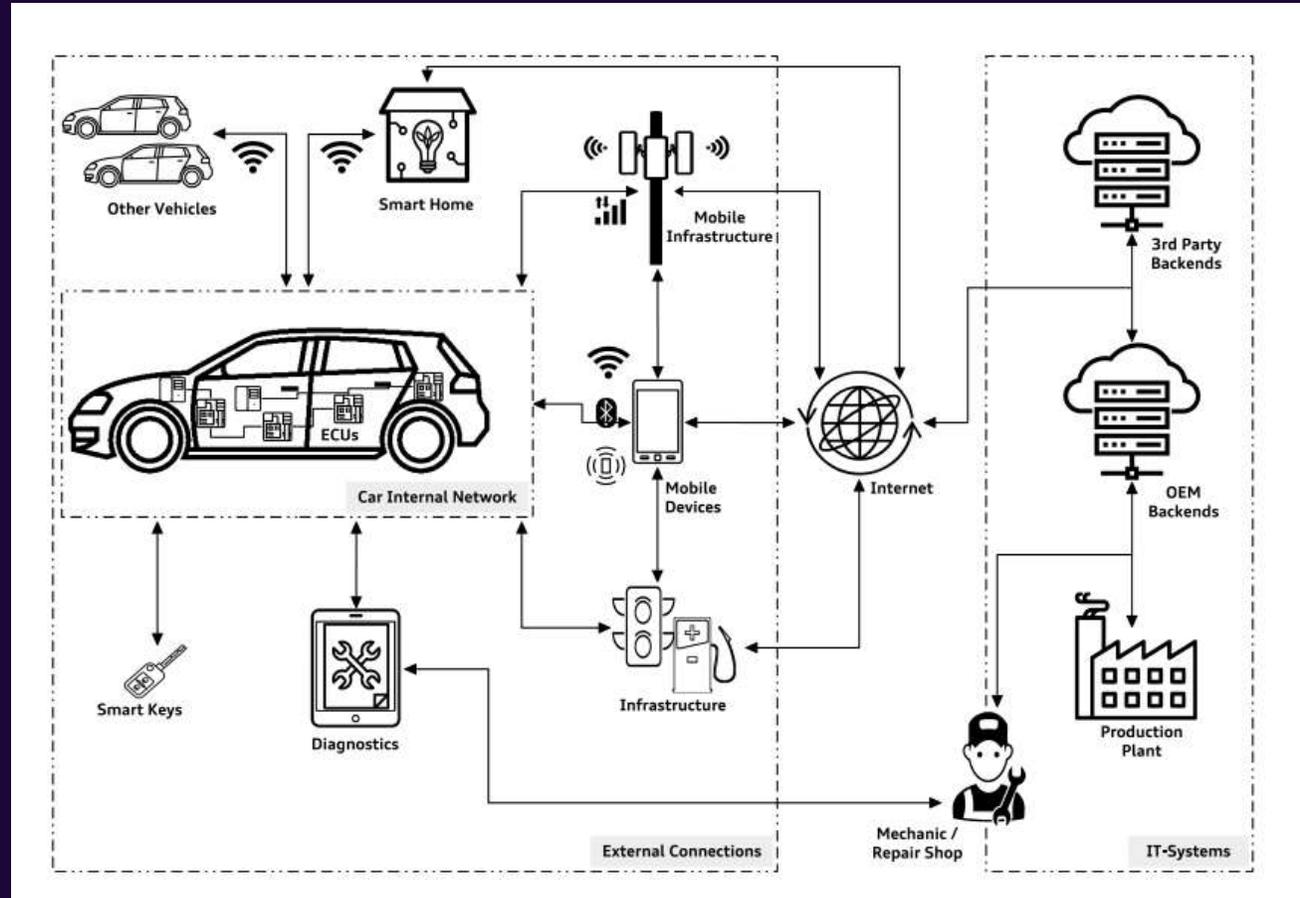 Other Vehicles
Smart Home
Mobile
Infrastructure
3rd Party
Backends
ECUs
Car Internal Network
Mobile
Devices
Internet
OEM
Backends
Smart Keys
Diagnostics
Infrastructure
Production
Plant
Mechanic /
Repair Shop
External Connections
IT-Systems